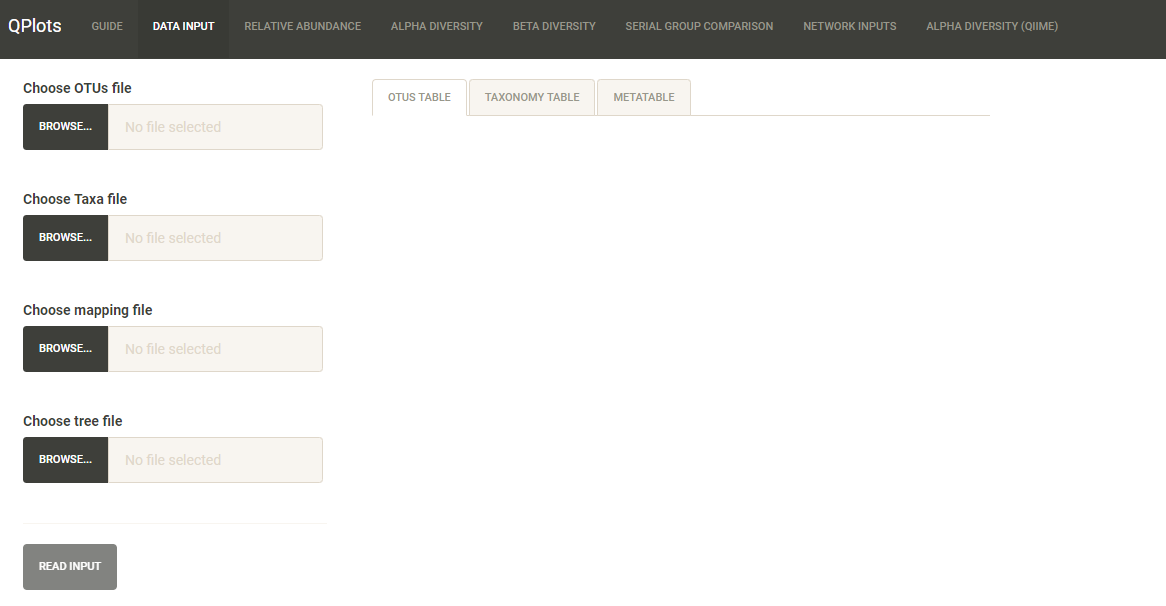 QPlots GUIDE DATA INPUT RELATIVE ABUNDANCE ALPHA DIVERSITY BETA DIVERSITY SERIAL GROUP COMPARISON NETWORK INPUTS ALPHA DIVERSITY (QIIME)
Choose OTUs file
BROWSE... No file selected
Choose Taxa file
BROWSE... No file selected
Choose mapping file
BROWSE... No file selected
Choose tree file
BROWSE... No file selected
READ INPUT
OTUS TABLE TAXONOMY TABLE METATABLE